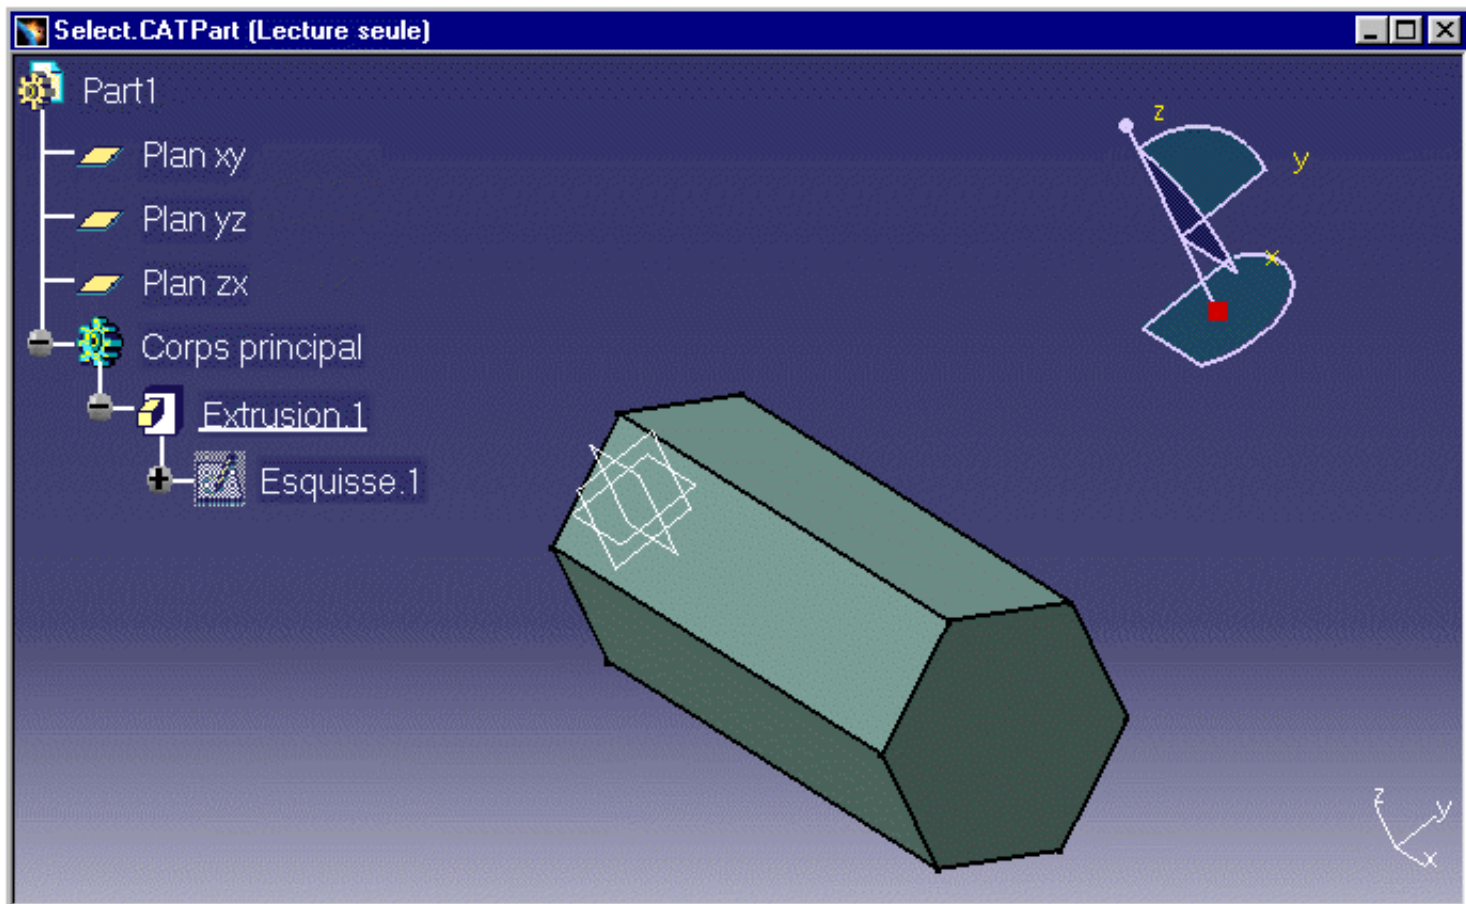 Select.CATPart (Lecture seule)
Part1
Plan xy
Plan yz
Plan zx
Corps principal
Extrusion.1
Esquisse.1
z
y
x
z
y
x